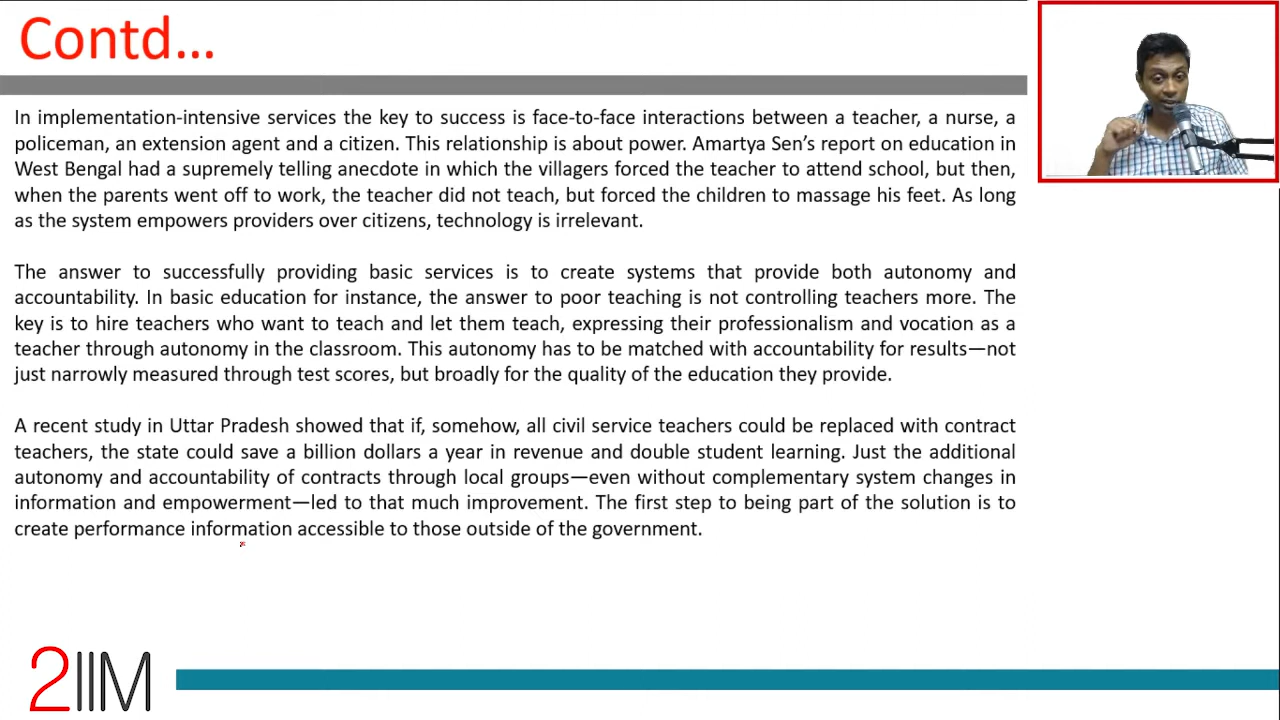 Contd...
In implementation-intensive services the key to success is face-to-face interactions between a teacher, a nurse, a
policeman, an extension agent and a citizen. This relationship is about power. Amartya Sen’s report on education in
West Bengal had a supremely telling anecdote in which the villagers forced the teacher to attend school, but then,
when the parents went off to work, the teacher did not teach, but forced the children to massage his feet. As long
as the system empowers providers over citizens, technology is irrelevant.
The answer to successfully providing basic services is to create systems that provide both autonomy and
accountability. In basic education for instance, the answer to poor teaching is not controlling teachers more. The
key is to hire teachers who want to teach and let them teach, expressing their professionalism and vocation as a
teacher through autonomy in the classroom. This autonomy has to be matched with accountability for results—not
just narrowly measured through test scores, but broadly for the quality of the education they provide.
A recent study in Uttar Pradesh showed that if, somehow, all civil service teachers could be replaced with contract
teachers, the state could save a billion dollars a year in revenue and double student learning. Just the additional
autonomy and accountability of contracts through local groups—even without complementary system changes in
information and empowerment—led to that much improvement. The first step to being part of the solution is to
create performance information accessible to those outside of the government.
2IIM